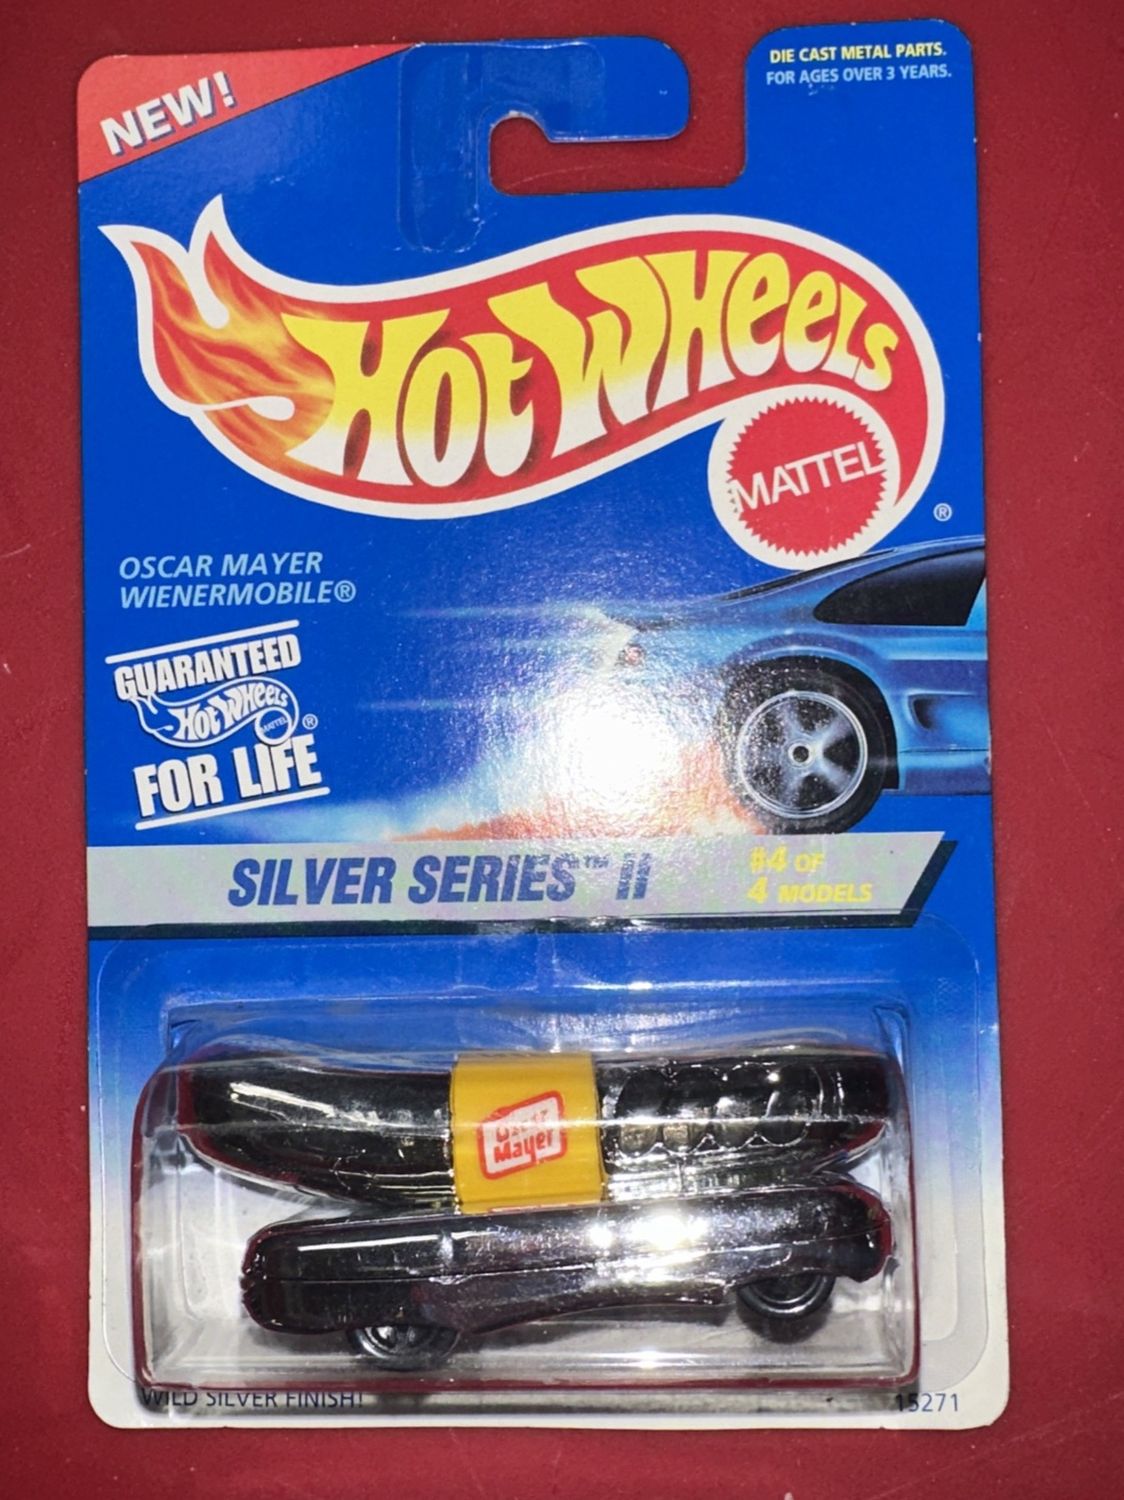 NEW!
DIE CAST METAL PARTS.
FOR AGES OVER 3 YEARS.
HOT WHEELS
MATTEL
®
OSCAR MAYER
WIENERMOBILE®
GUARANTEED
HOT WHEELS
MATTEL ®
FOR LIFE
SILVER SERIES™ II
#4 OF
4 MODELS
Oscar
Mayer
WILD SILVER FINISH!
15271